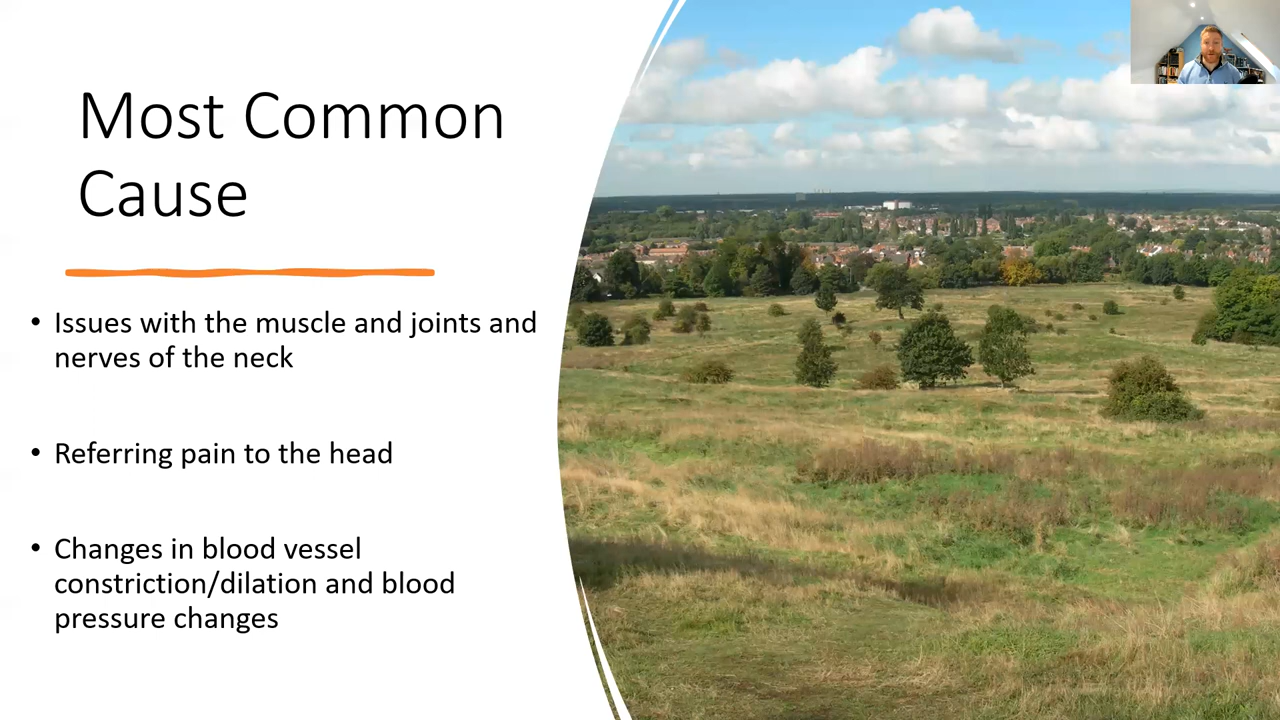 Most Common
Cause
• Issues with the muscle and joints and
nerves of the neck
• Referring pain to the head
• Changes in blood vessel
constriction/dilation and blood
pressure changes